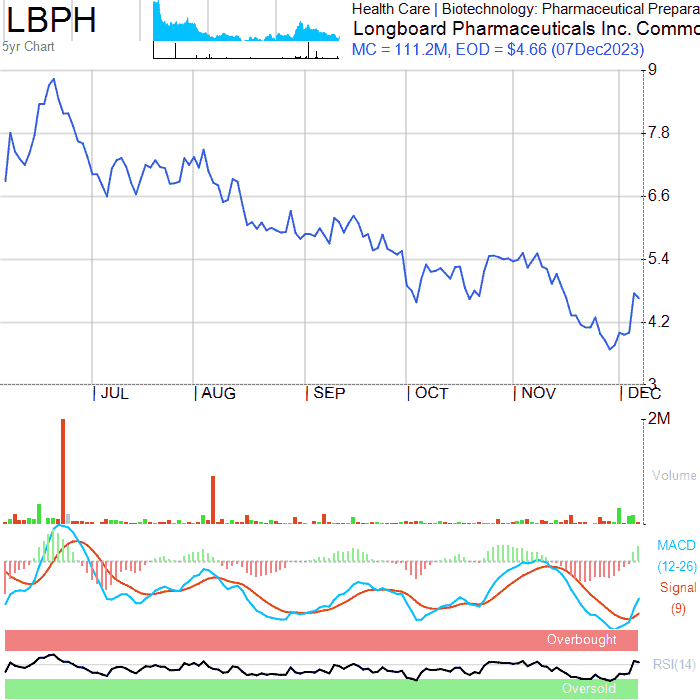 LBPH
5yr Chart
Health Care | Biotechnology: Pharmaceutical Prepara
Longboard Pharmaceuticals Inc. Commo
MC = 111.2M, EOD = $4.66 (07Dec2023)
9
7.8
6.6
5.4
4.2
3
JUL AUG SEP OCT NOV DEC
2M
Volume
MACD
(12-26)
Signal
(9)
Overbought
RSI(14)
Oversold